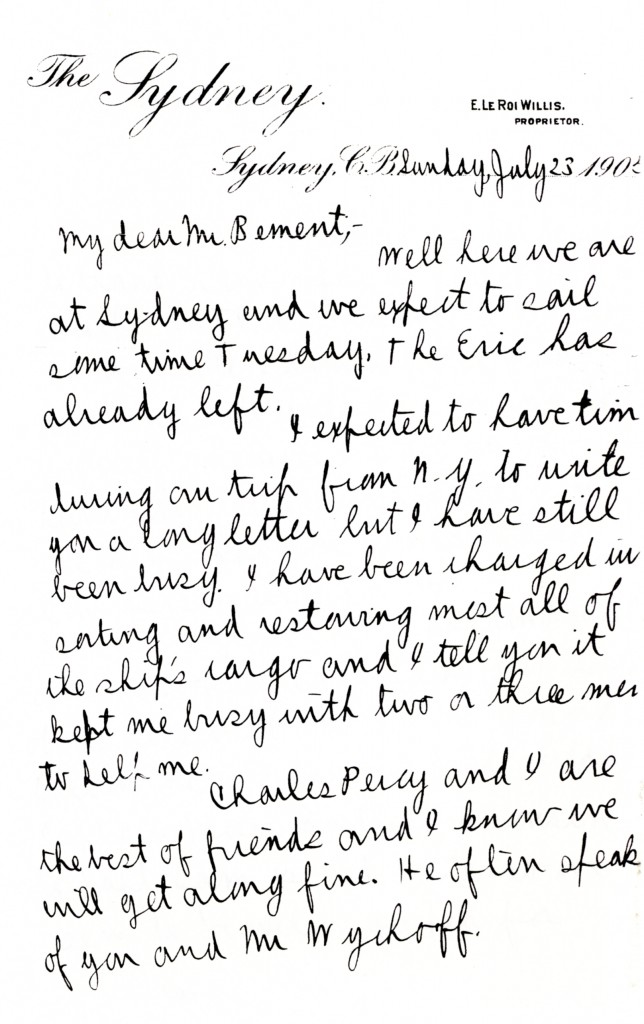 The Sydney.
E. LE ROI WILLIS.
PROPRIETOR.
Sydney, C.B. Sunday, July 23 190
My dear Mr. Bement,-
Well here we are
at Sydney and we expect to sail
some time Tuesday. The Eric has
already left.
I expected to have tim
during our trip from N.Y. to write
you a long letter but I have still
been busy. I have been charged in
sorting and restowring most all of
the ship's cargo and I tell you it
kept me busy with two or three men
to help me.
Charles Percy and I are
the best of friends and I know we
will get along fine. He often speak
of you and Mr Wychoff.